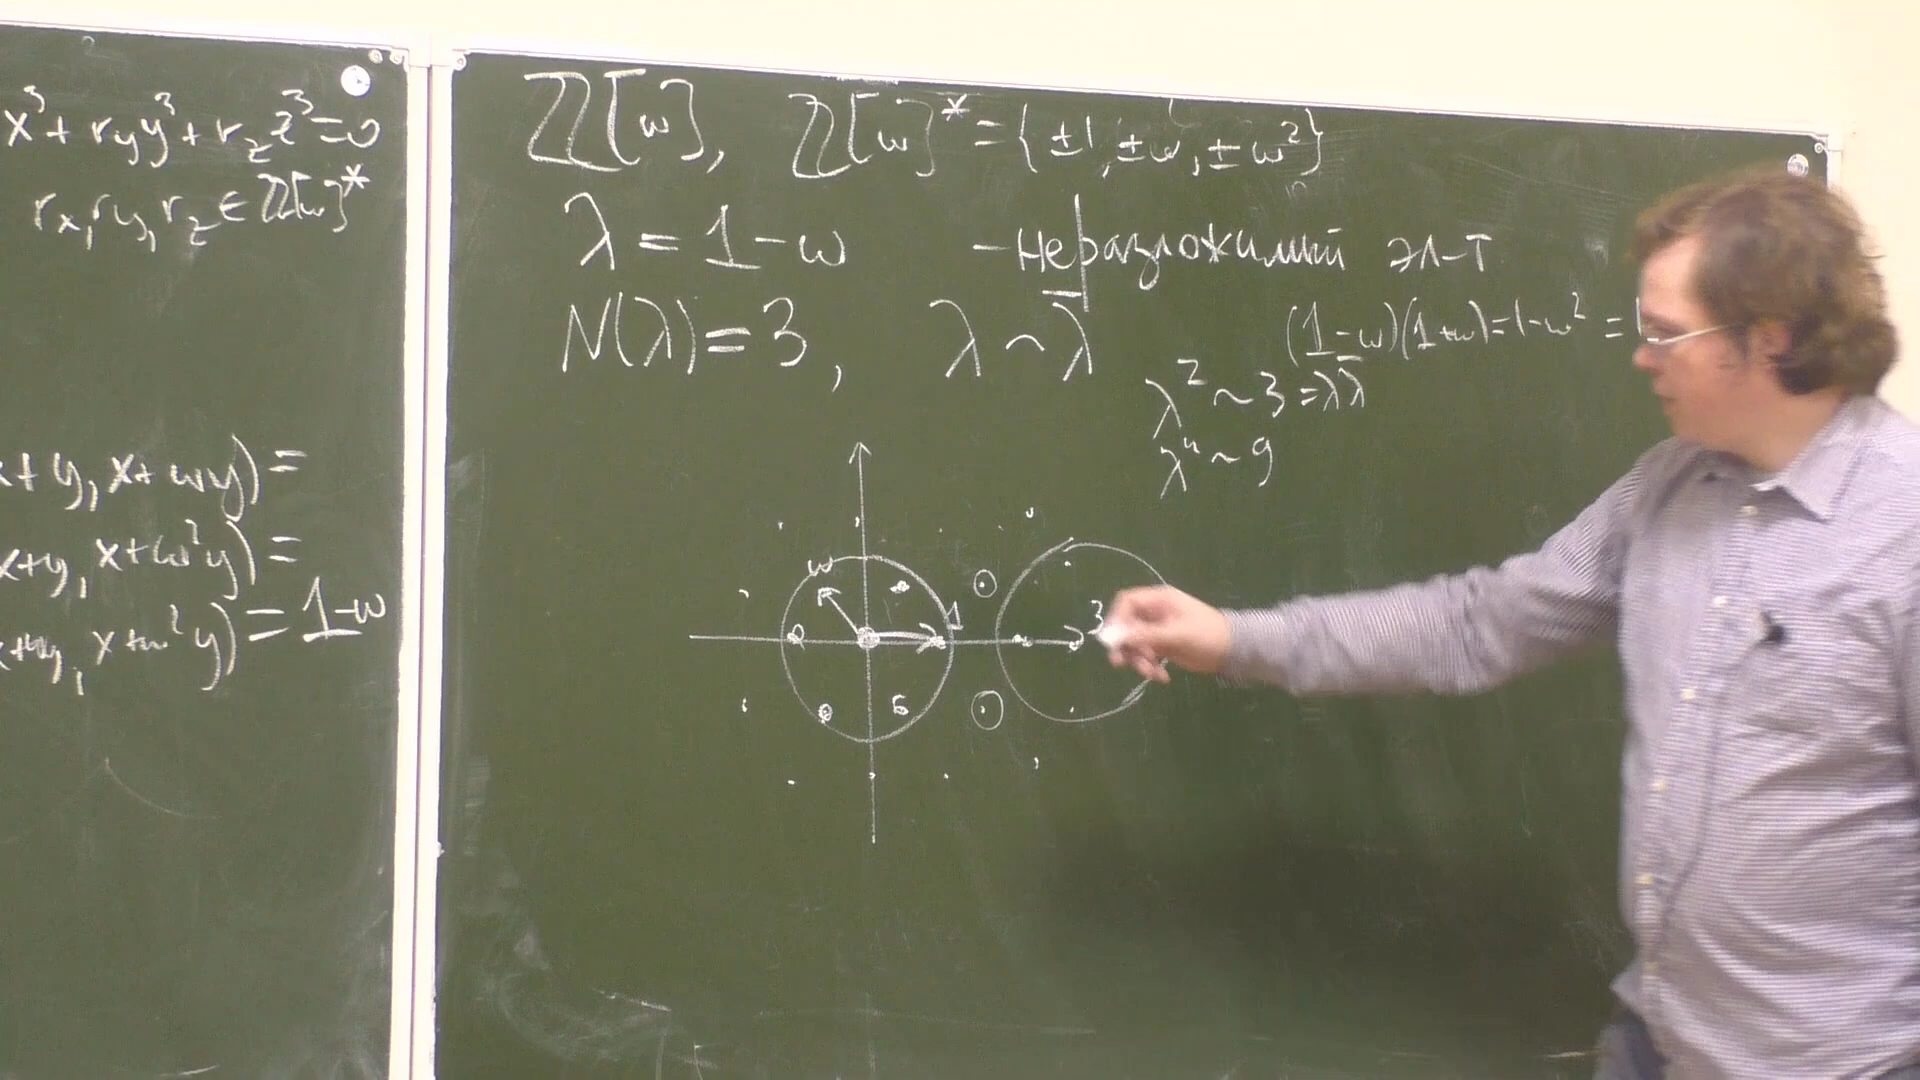 x³ + r_y y³ + r_z z³ = 0
r_x, r_y, r_z ∈ ℤ[ω]*
+ y, x + ωy) =
x + y, x + ω²y) =
x + ω²y) = 1 - ω
ℤ[ω], ℤ[ω]* = {±1, ±ω, ±ω²}
λ = 1 - ω - неразложимый эл-т
N(λ) = 3, λ ~ λ̄
(1 - ω)(1 + ω) = 1 - ω² =
λ² ~ 3 = λλ̄
λ⁴ ~ 9
ω
1
3